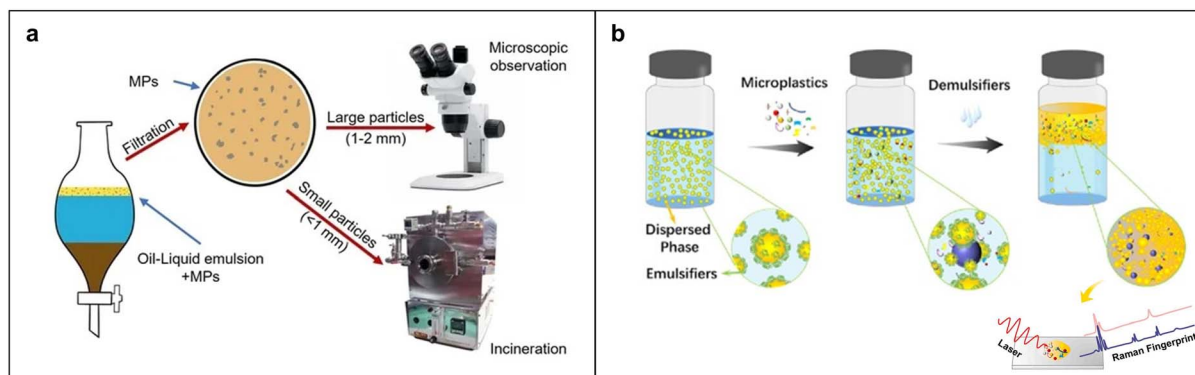 a
MPs
Filtration
Large particles
(1-2 mm)
Microscopic
observation
Small particles
(<1 mm)
Oil-Liquid emulsion
+MPs
Incineration
b
Microplastics
Demulsifiers
Dispersed
Phase
Emulsifiers
Laser
Raman Fingerprint